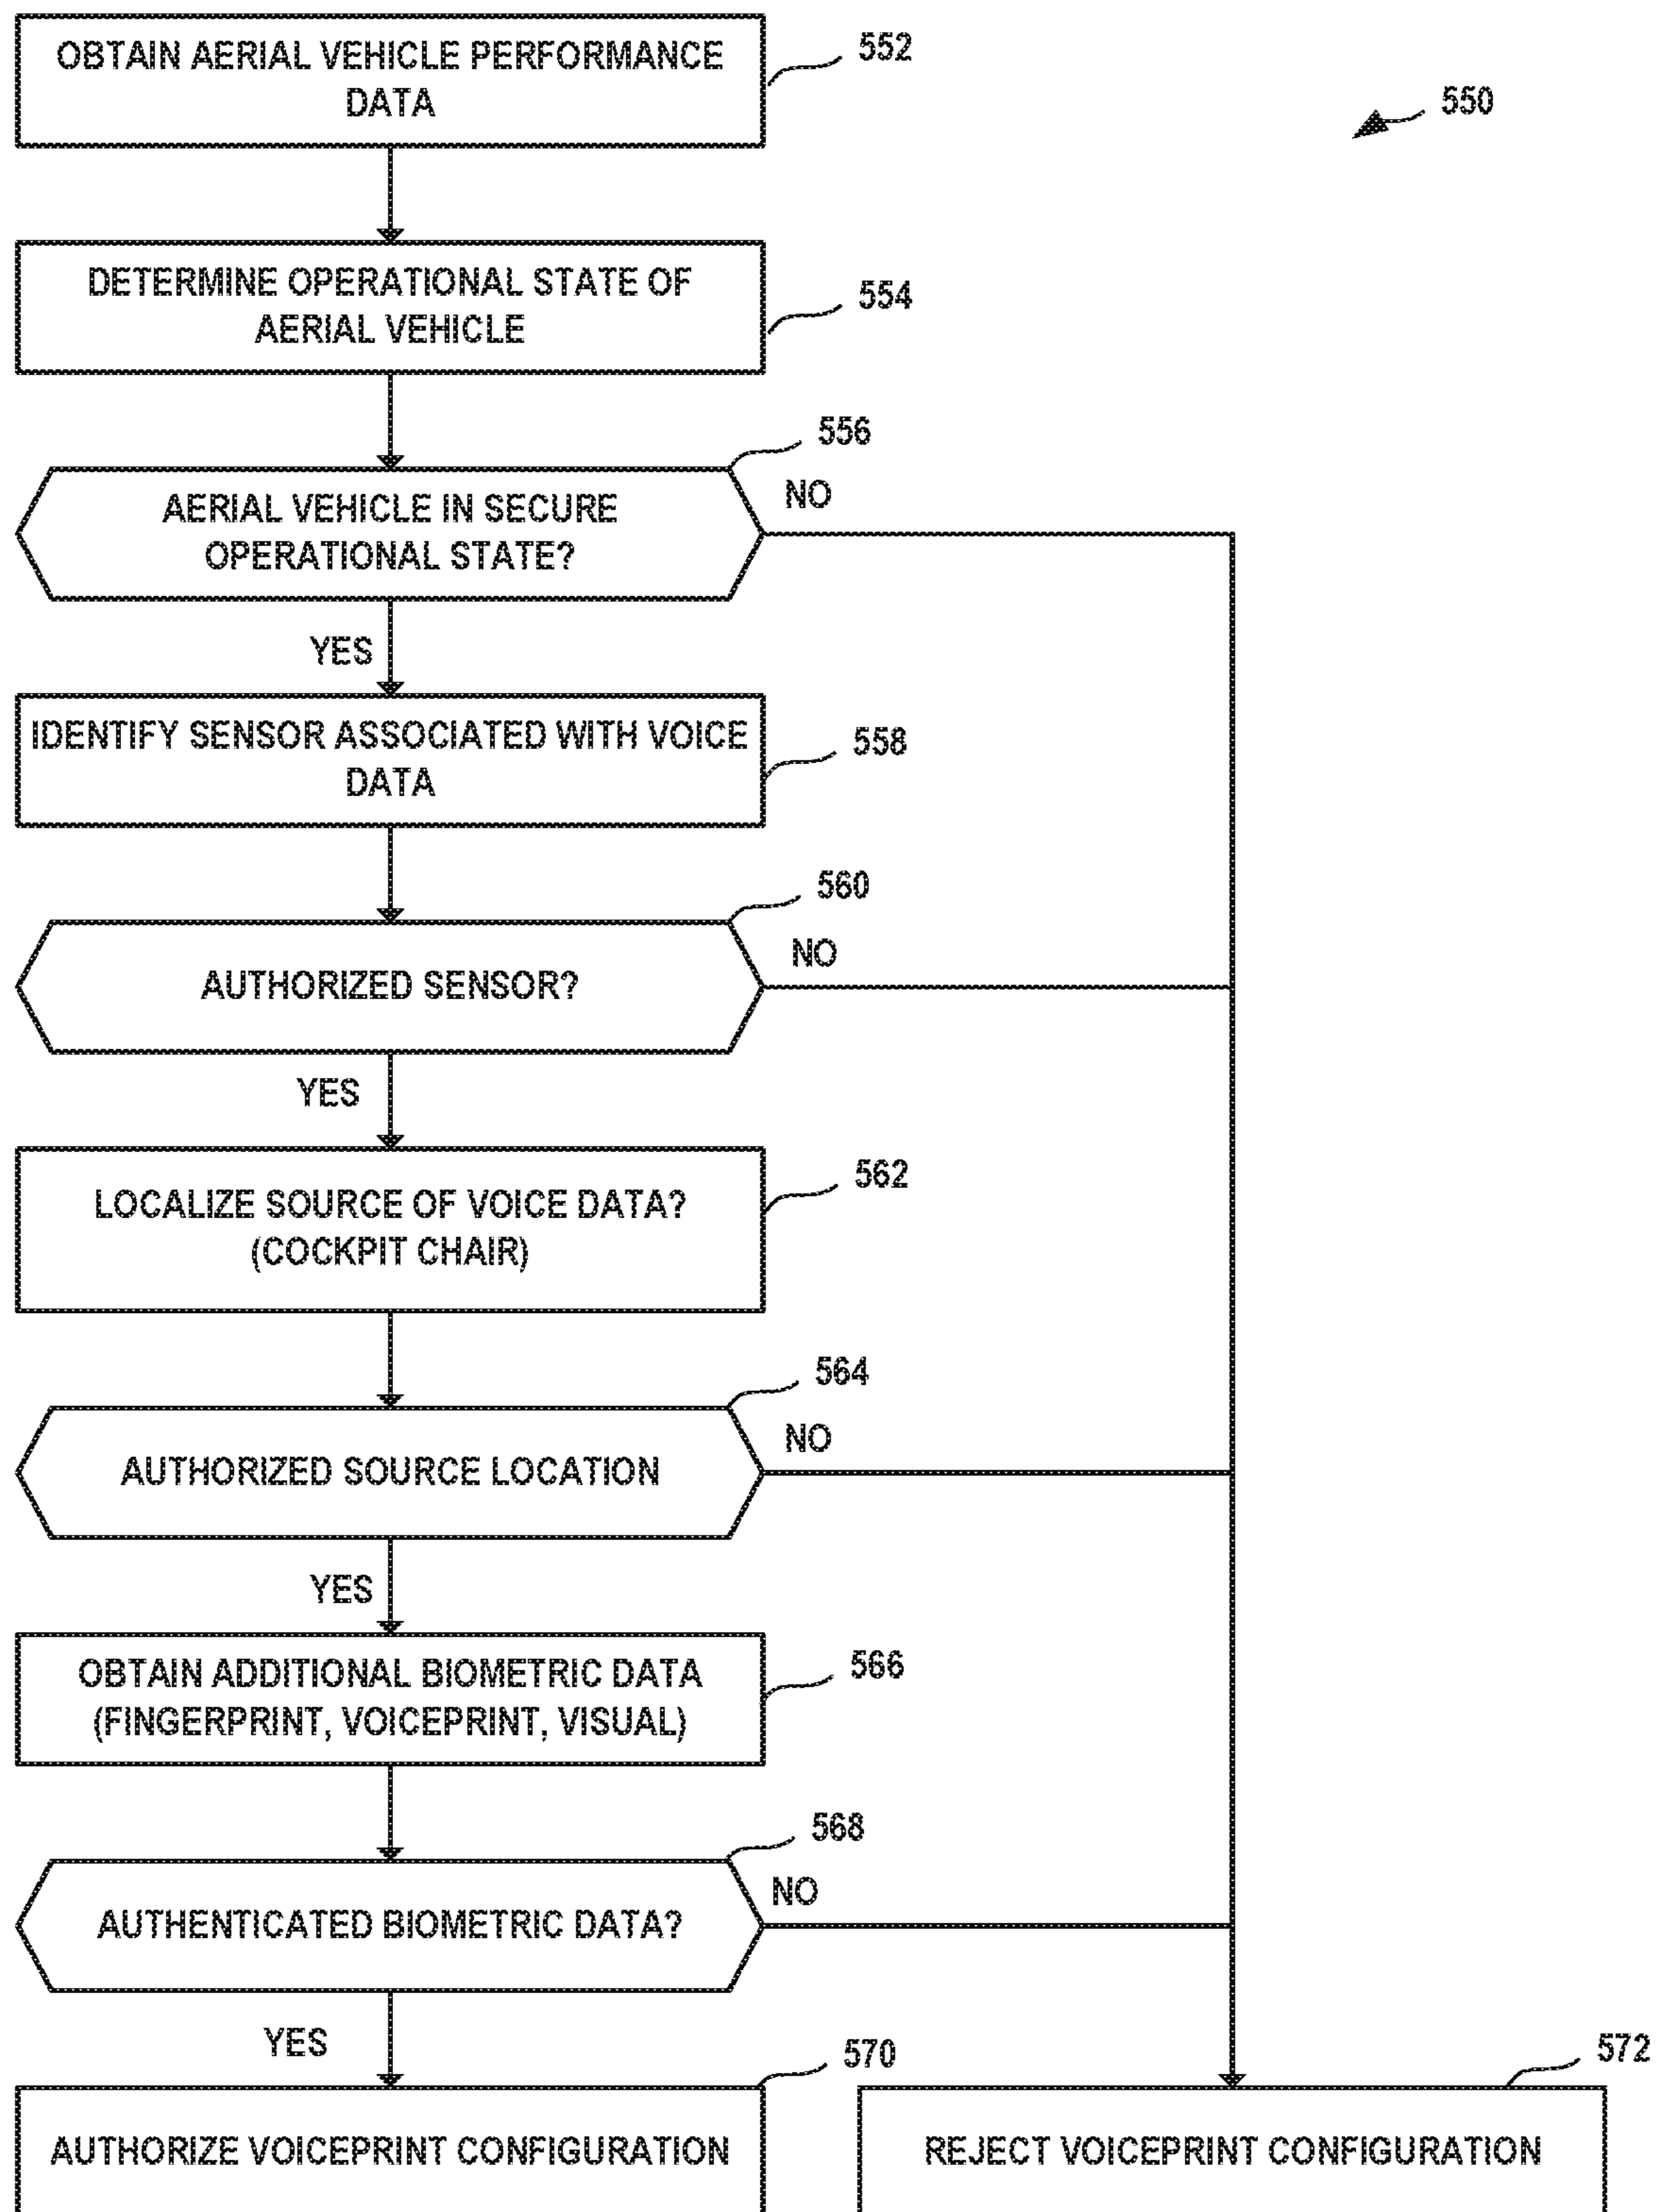 OBTAIN AERIAL VEHICLE PERFORMANCE
DATA
552
550
DETERMINE OPERATIONAL STATE OF
AERIAL VEHICLE
554
556
AERIAL VEHICLE IN SECURE
OPERATIONAL STATE?
NO
YES
IDENTIFY SENSOR ASSOCIATED WITH VOICE
DATA
558
560
AUTHORIZED SENSOR?
NO
YES
LOCALIZE SOURCE OF VOICE DATA?
(COCKPIT CHAIR)
562
564
AUTHORIZED SOURCE LOCATION
NO
YES
OBTAIN ADDITIONAL BIOMETRIC DATA
(FINGERPRINT, VOICEPRINT, VISUAL)
566
568
AUTHENTICATED BIOMETRIC DATA?
NO
YES
570
572
AUTHORIZE VOICEPRINT CONFIGURATION
REJECT VOICEPRINT CONFIGURATION